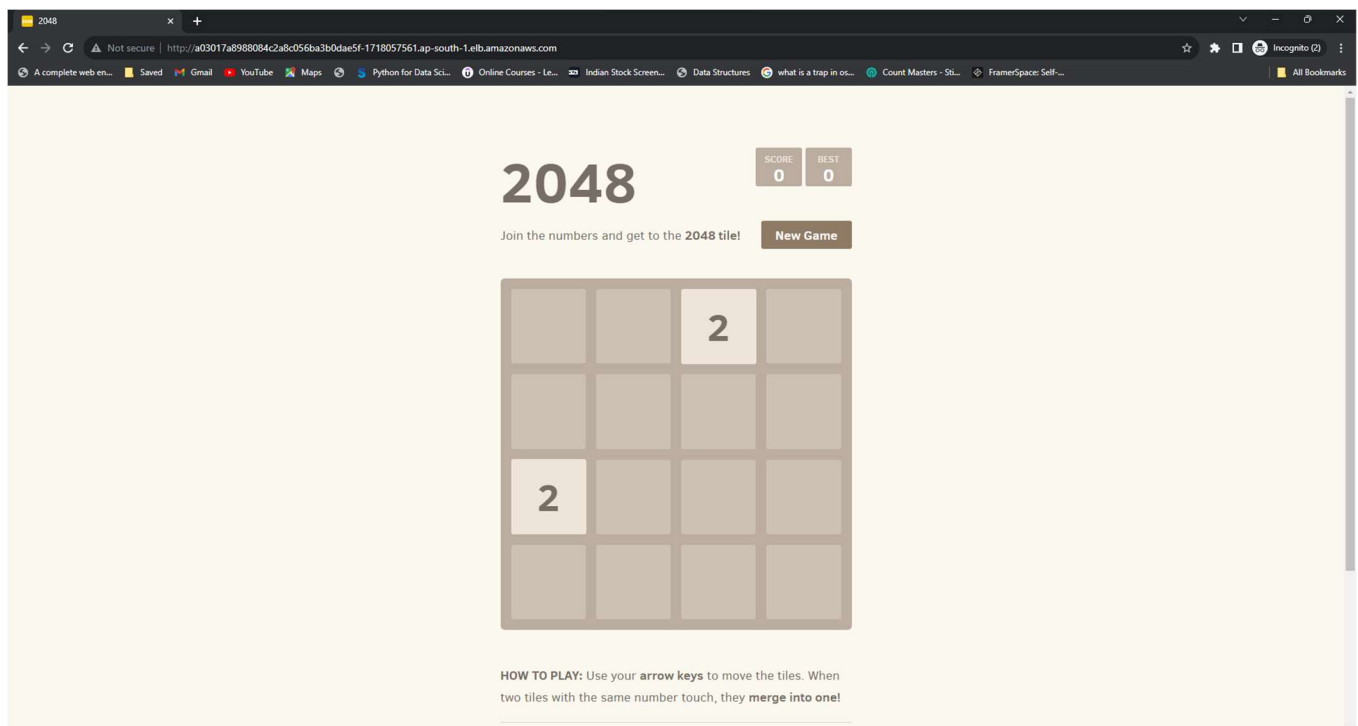 2048
Not secure | http://a03017a8988084c2a8c056ba3b0dae5f-1718057561.ap-south-1.elb.amazonaws.com
Incognito (2)
A complete web en... Saved Gmail YouTube Maps Python for Data Sci... Online Courses - Le... Indian Stock Screen... Data Structures what is a trap in os... Count Masters - Sti... FramerSpace: Self-... All Bookmarks
2048
SCORE BEST
0 0
Join the numbers and get to the 2048 tile!
New Game
2
2
HOW TO PLAY: Use your arrow keys to move the tiles. When
two tiles with the same number touch, they merge into one!